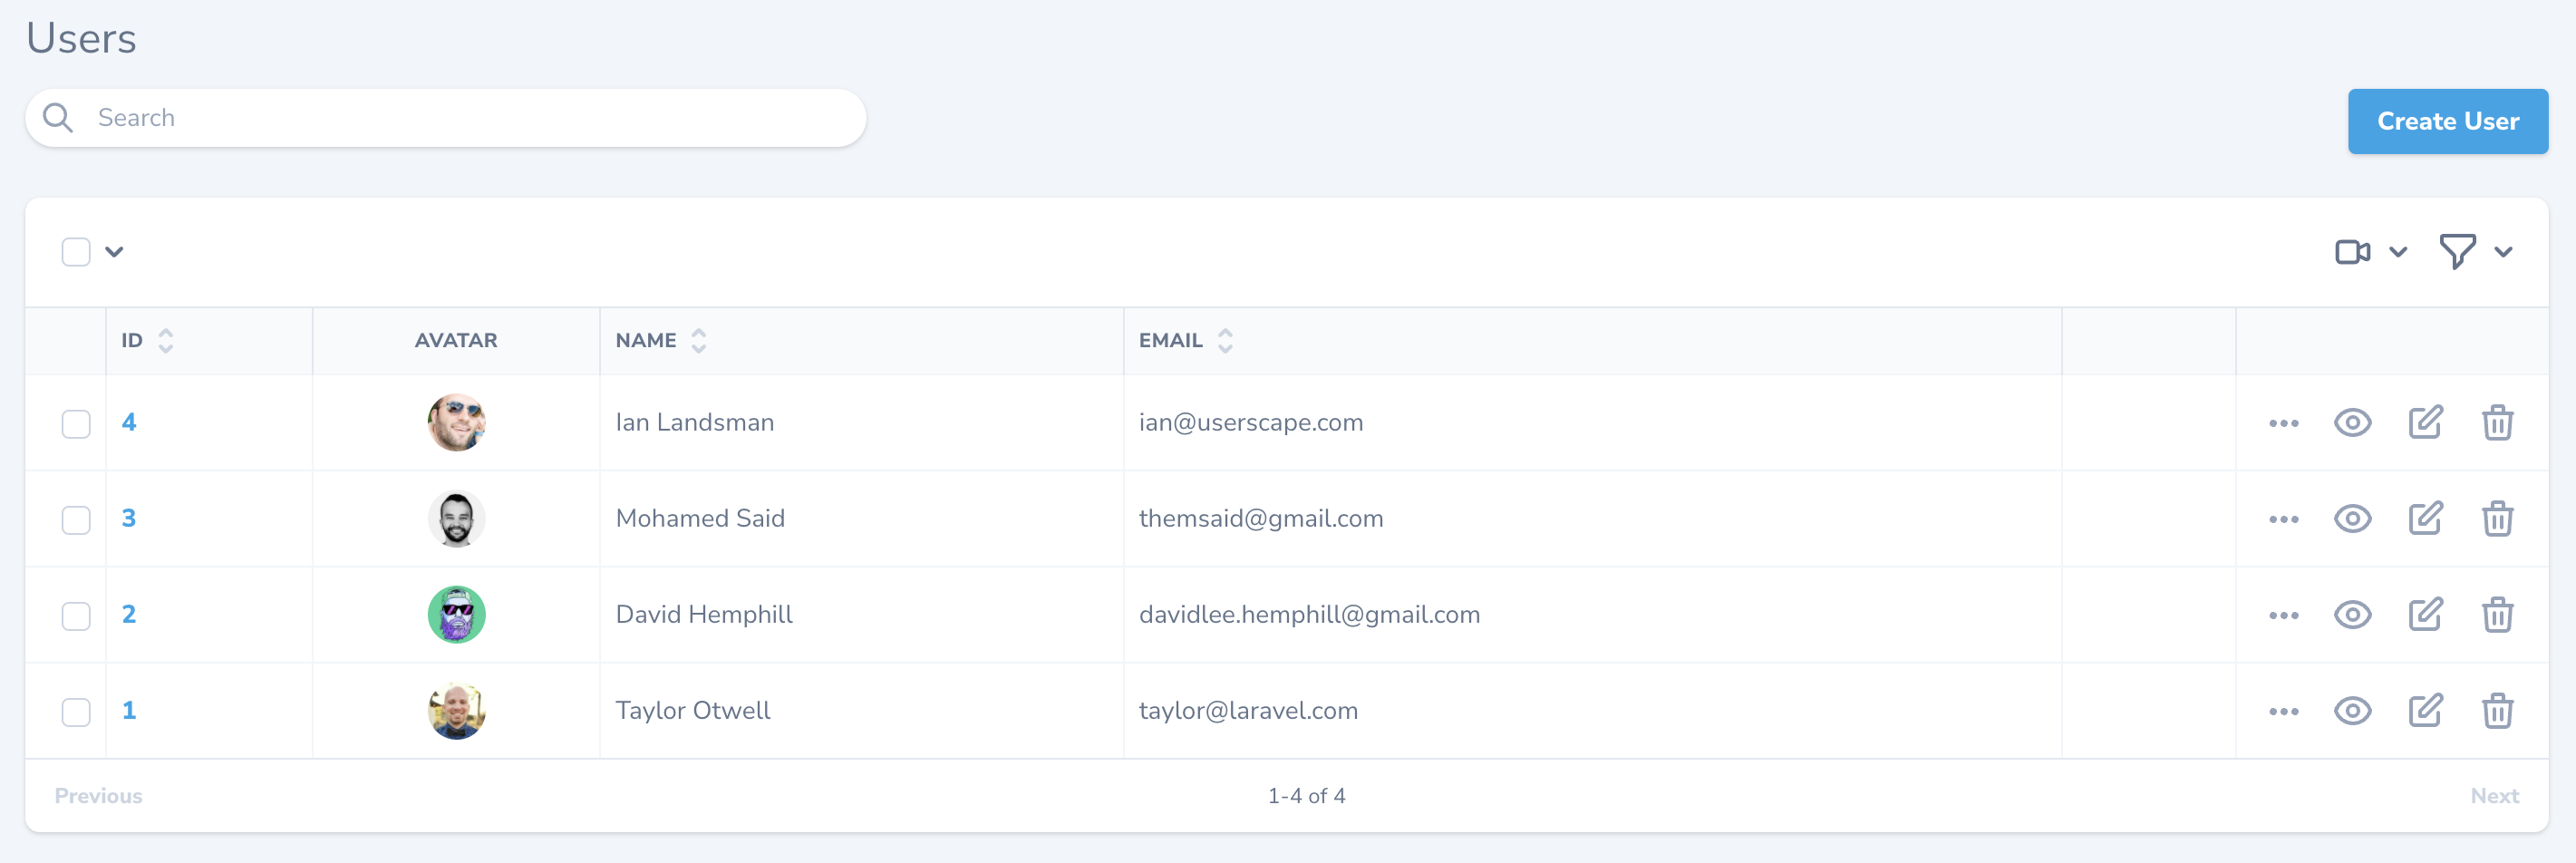 Users
Search
Create User
ID AVATAR NAME EMAIL
4 Ian Landsman ian@userscape.com
3 Mohamed Said themsaid@gmail.com
2 David Hemphill davidlee.hemphill@gmail.com
1 Taylor Otwell taylor@laravel.com
Previous 1-4 of 4 Next